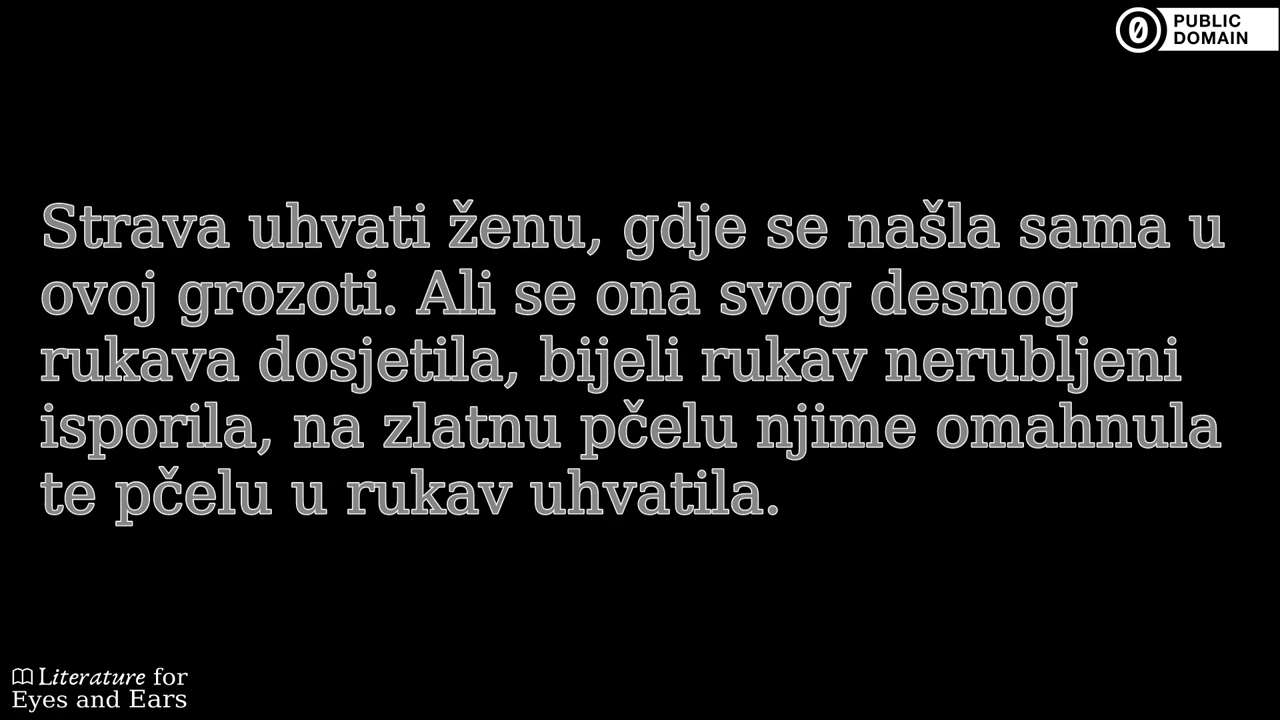 PUBLIC
DOMAIN
Strava uhvati ženu, gdje se našla sama u
ovoj grozoti. Ali se ona svog desnog
rukava dosjetila, bijeli rukav nerubljeni
isporila, na zlatnu pčelu njime omahnula
te pčelu u rukav uhvatila.
Literature for
Eyes and Ears